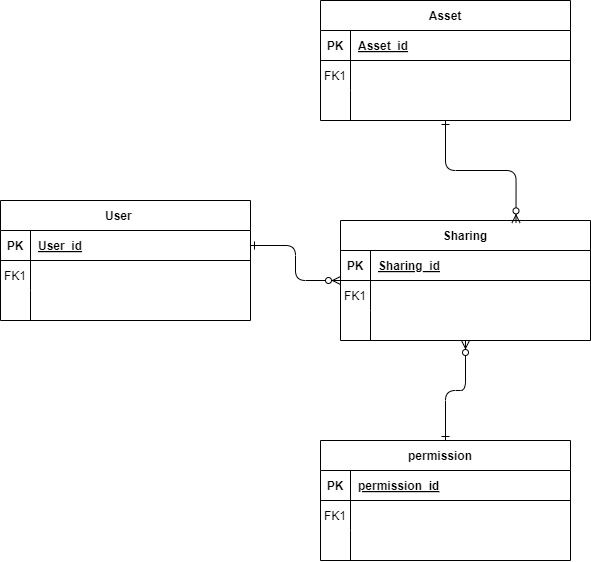 Asset
PK Asset_id
FK1
User
PK User_id
FK1
Sharing
PK Sharing_id
FK1
permission
PK permission_id
FK1